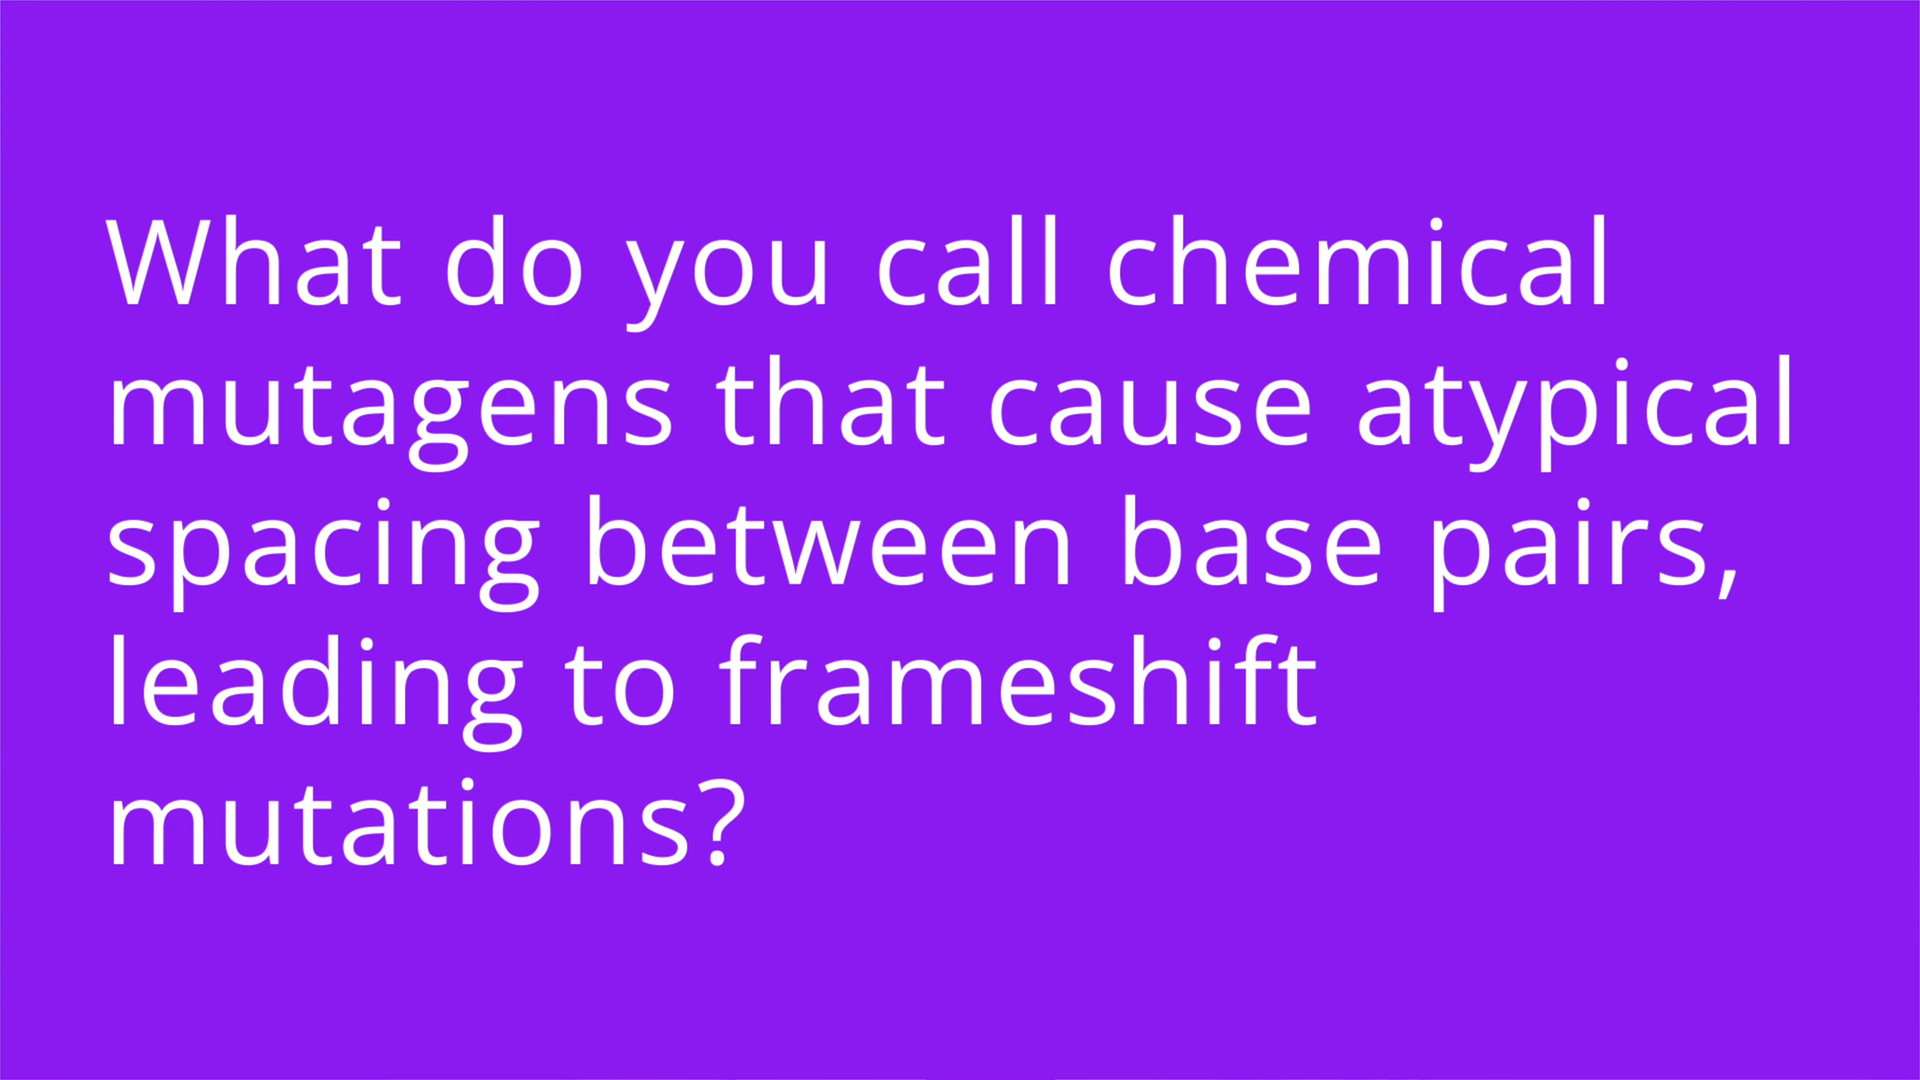 What do you call chemical
mutagens that cause atypical
spacing between base pairs,
leading to frameshift
mutations?